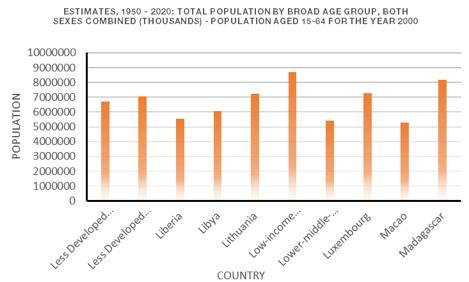 ESTIMATES, 1950 - 2020: TOTAL POPULATION BY BROAD AGE GROUP, BOTH
SEXES COMBINED (THOUSANDS) - POPULATION AGED 15-64 FOR THE YEAR 2000
POPULATION
10000000
9000000
8000000
7000000
6000000
5000000
4000000
3000000
2000000
1000000
0
Less Developed...
Less Developed...
Liberia
Libya
Lithuania
Low-income...
Lower-middle-...
Luxembourg
Macao
Madagascar
COUNTRY